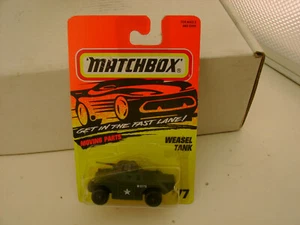 MATCHBOX
GET IN THE FAST LANE!
MOVING PARTS
WEASEL
TANK